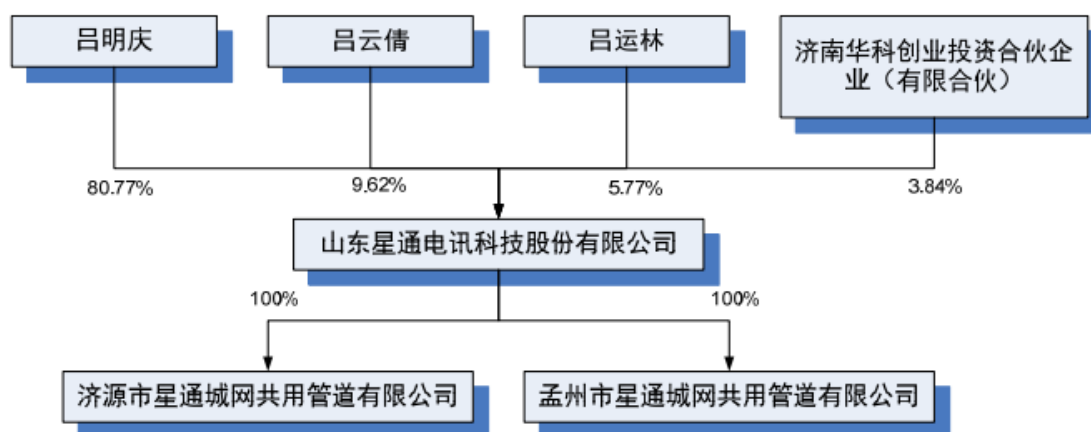 吕明庆
吕云倩
吕运林
济南华科创业投资合伙企
业（有限合伙）
80.77%
9.62%
5.77%
3.84%
山东星通电讯科技股份有限公司
100%
100%
济源市星通城网共用管道有限公司
孟州市星通城网共用管道有限公司